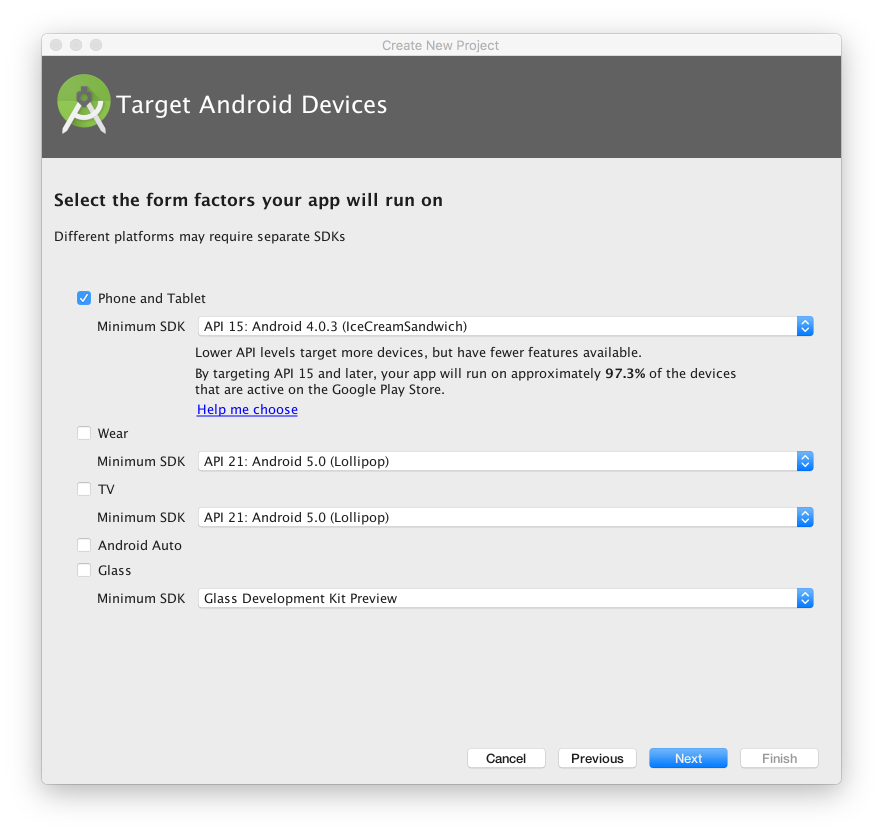 Create New Project
Target Android Devices
Select the form factors your app will run on
Different platforms may require separate SDKs
Phone and Tablet
Minimum SDK API 15: Android 4.0.3 (IceCreamSandwich)
Lower API levels target more devices, but have fewer features available.
By targeting API 15 and later, your app will run on approximately 97.3% of the devices
that are active on the Google Play Store.
Help me choose
Wear
Minimum SDK API 21: Android 5.0 (Lollipop)
TV
Minimum SDK API 21: Android 5.0 (Lollipop)
Android Auto
Glass
Minimum SDK Glass Development Kit Preview
Cancel Previous Next Finish